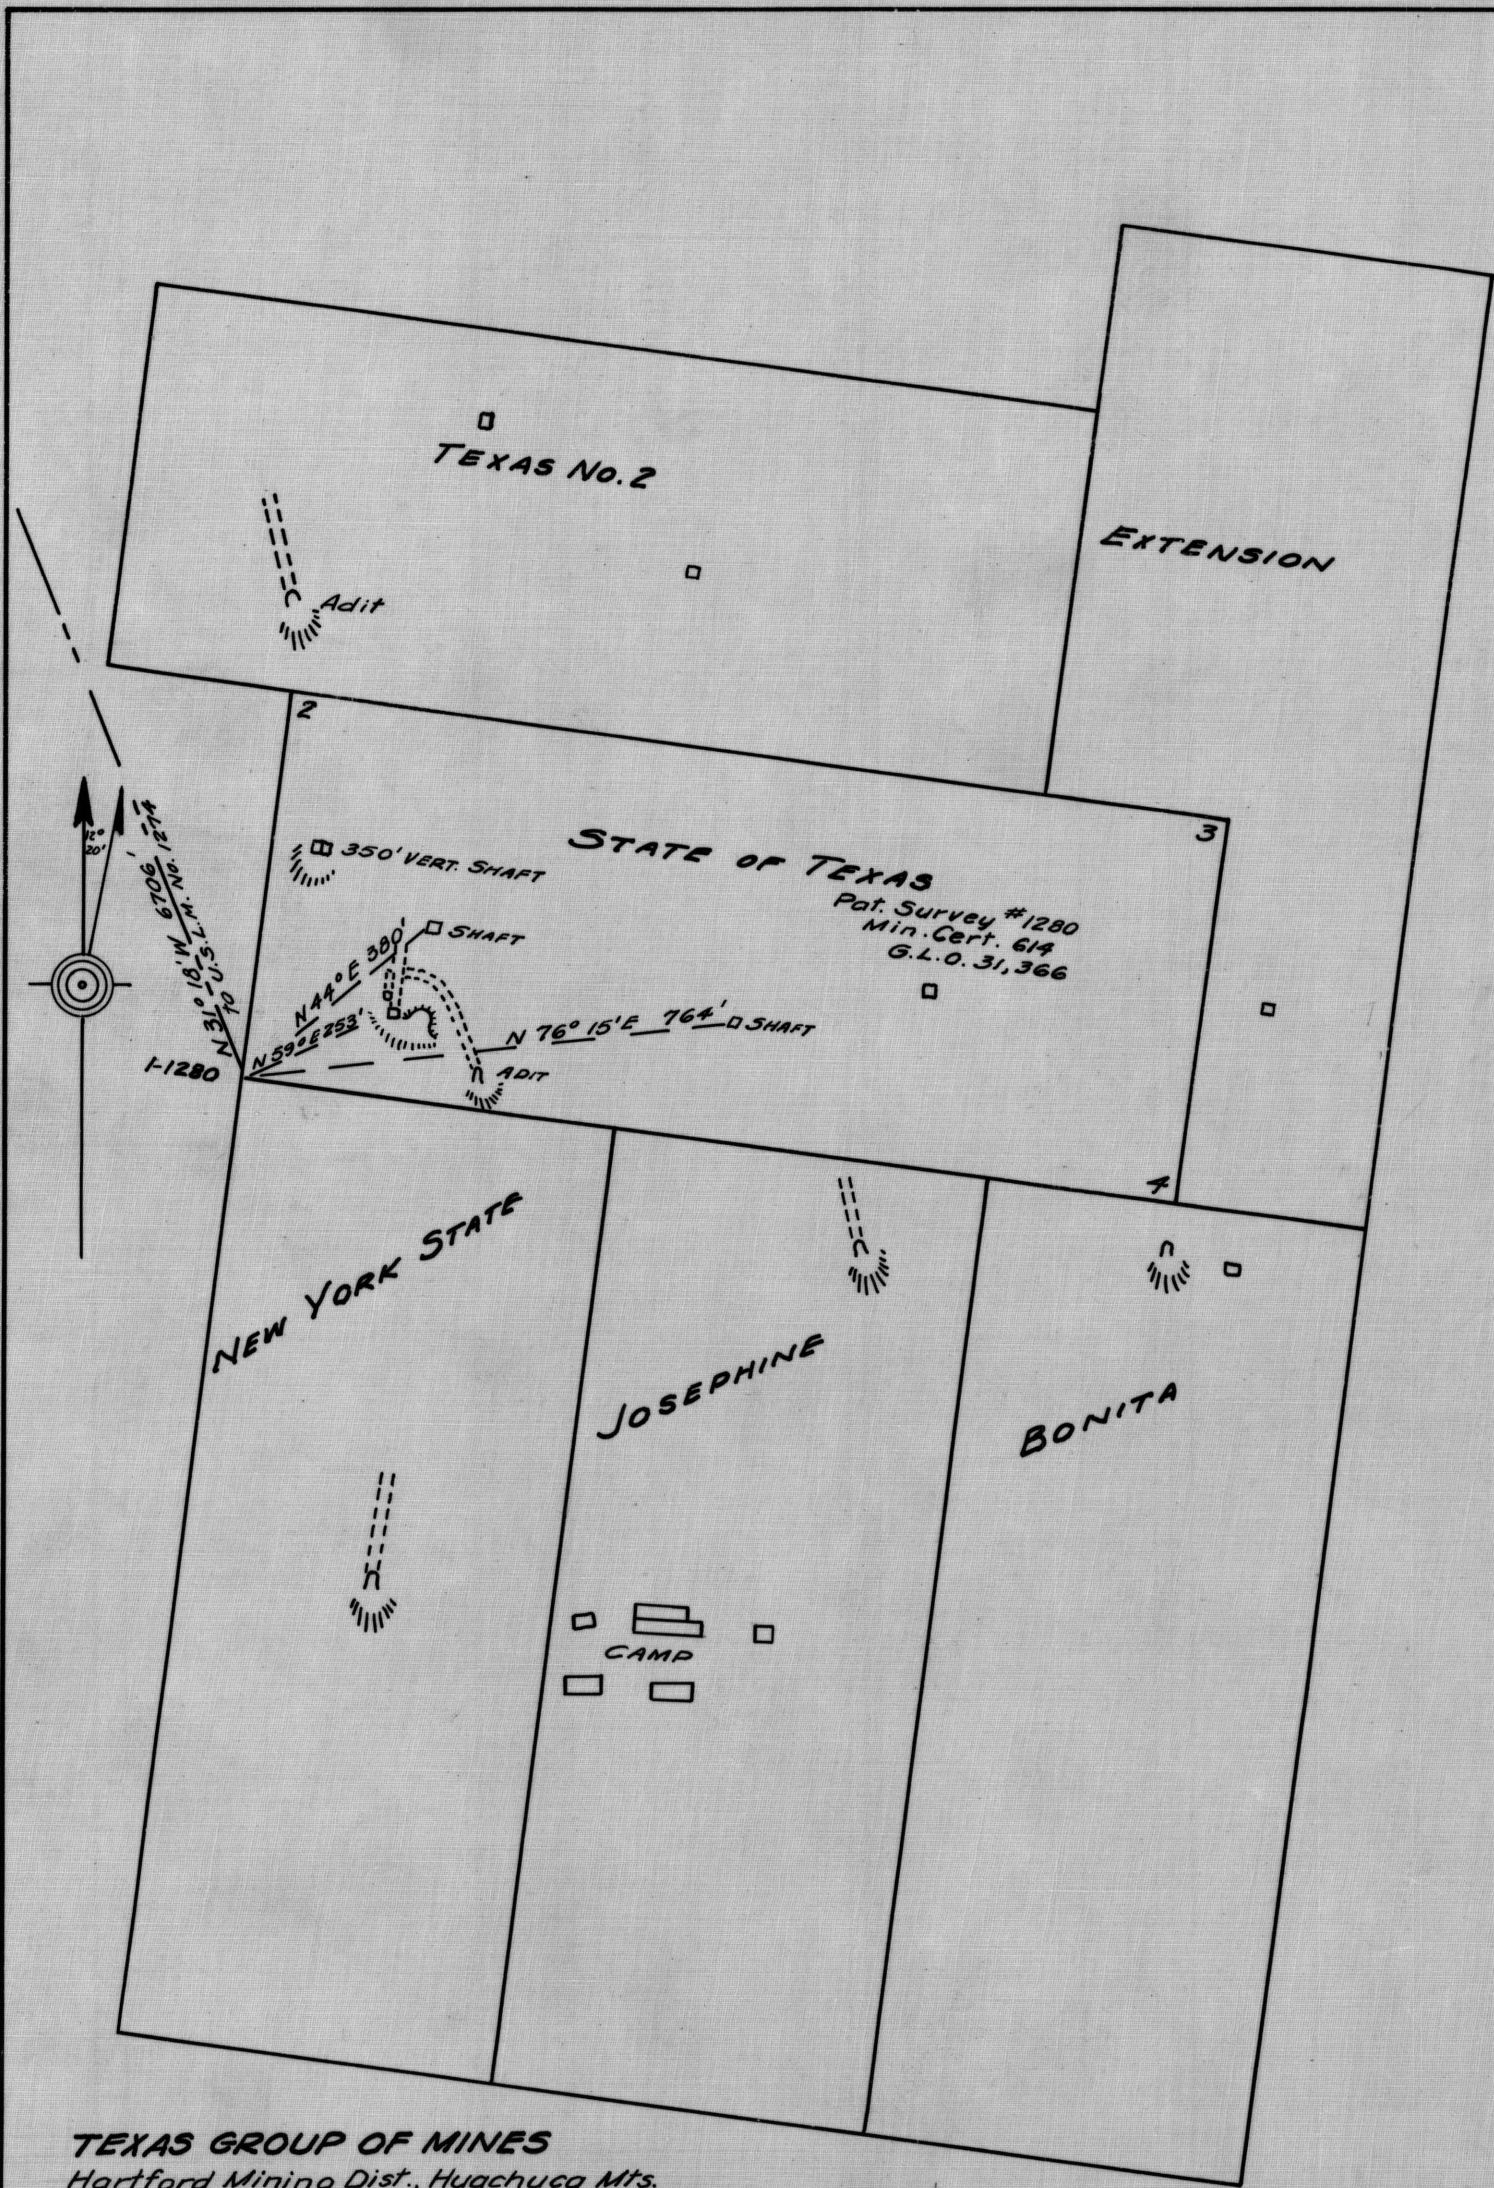 TEXAS No. 2
Adit
EXTENSION
2
3
12°
20'
N 31° 18' W 6706'
to U.S.L.M. No. 1274
350' VERT. SHAFT
STATE OF TEXAS
Pat. Survey #1280
Min. Cert. 614
G.L.O. 31,366
SHAFT
N 44° E 380'
N 59° E 253'
N 76° 15' E 764'
SHAFT
ADIT
1-1280
4
NEW YORK STATE
JOSEPHINE
BONITA
CAMP
TEXAS GROUP OF MINES
Hartford Mining Dist., Huachuca Mts.